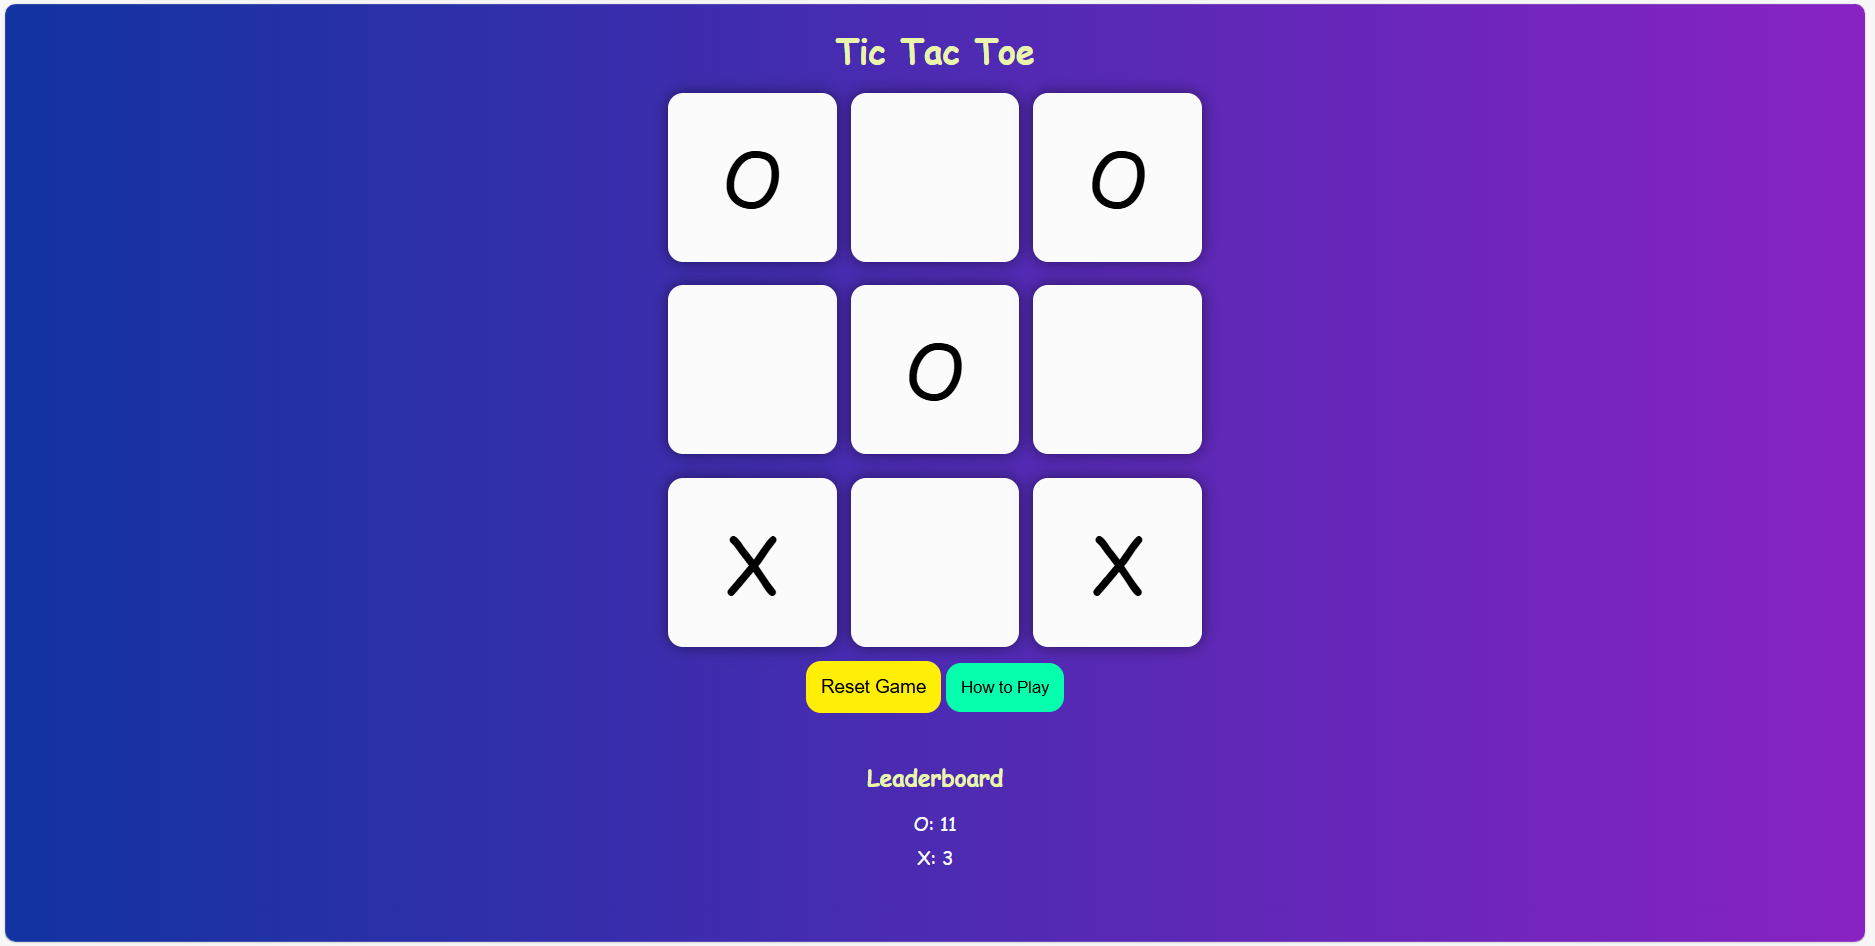 Tic Tac Toe
O O
O
X X
Reset Game How to Play
Leaderboard
O: 11
X: 3